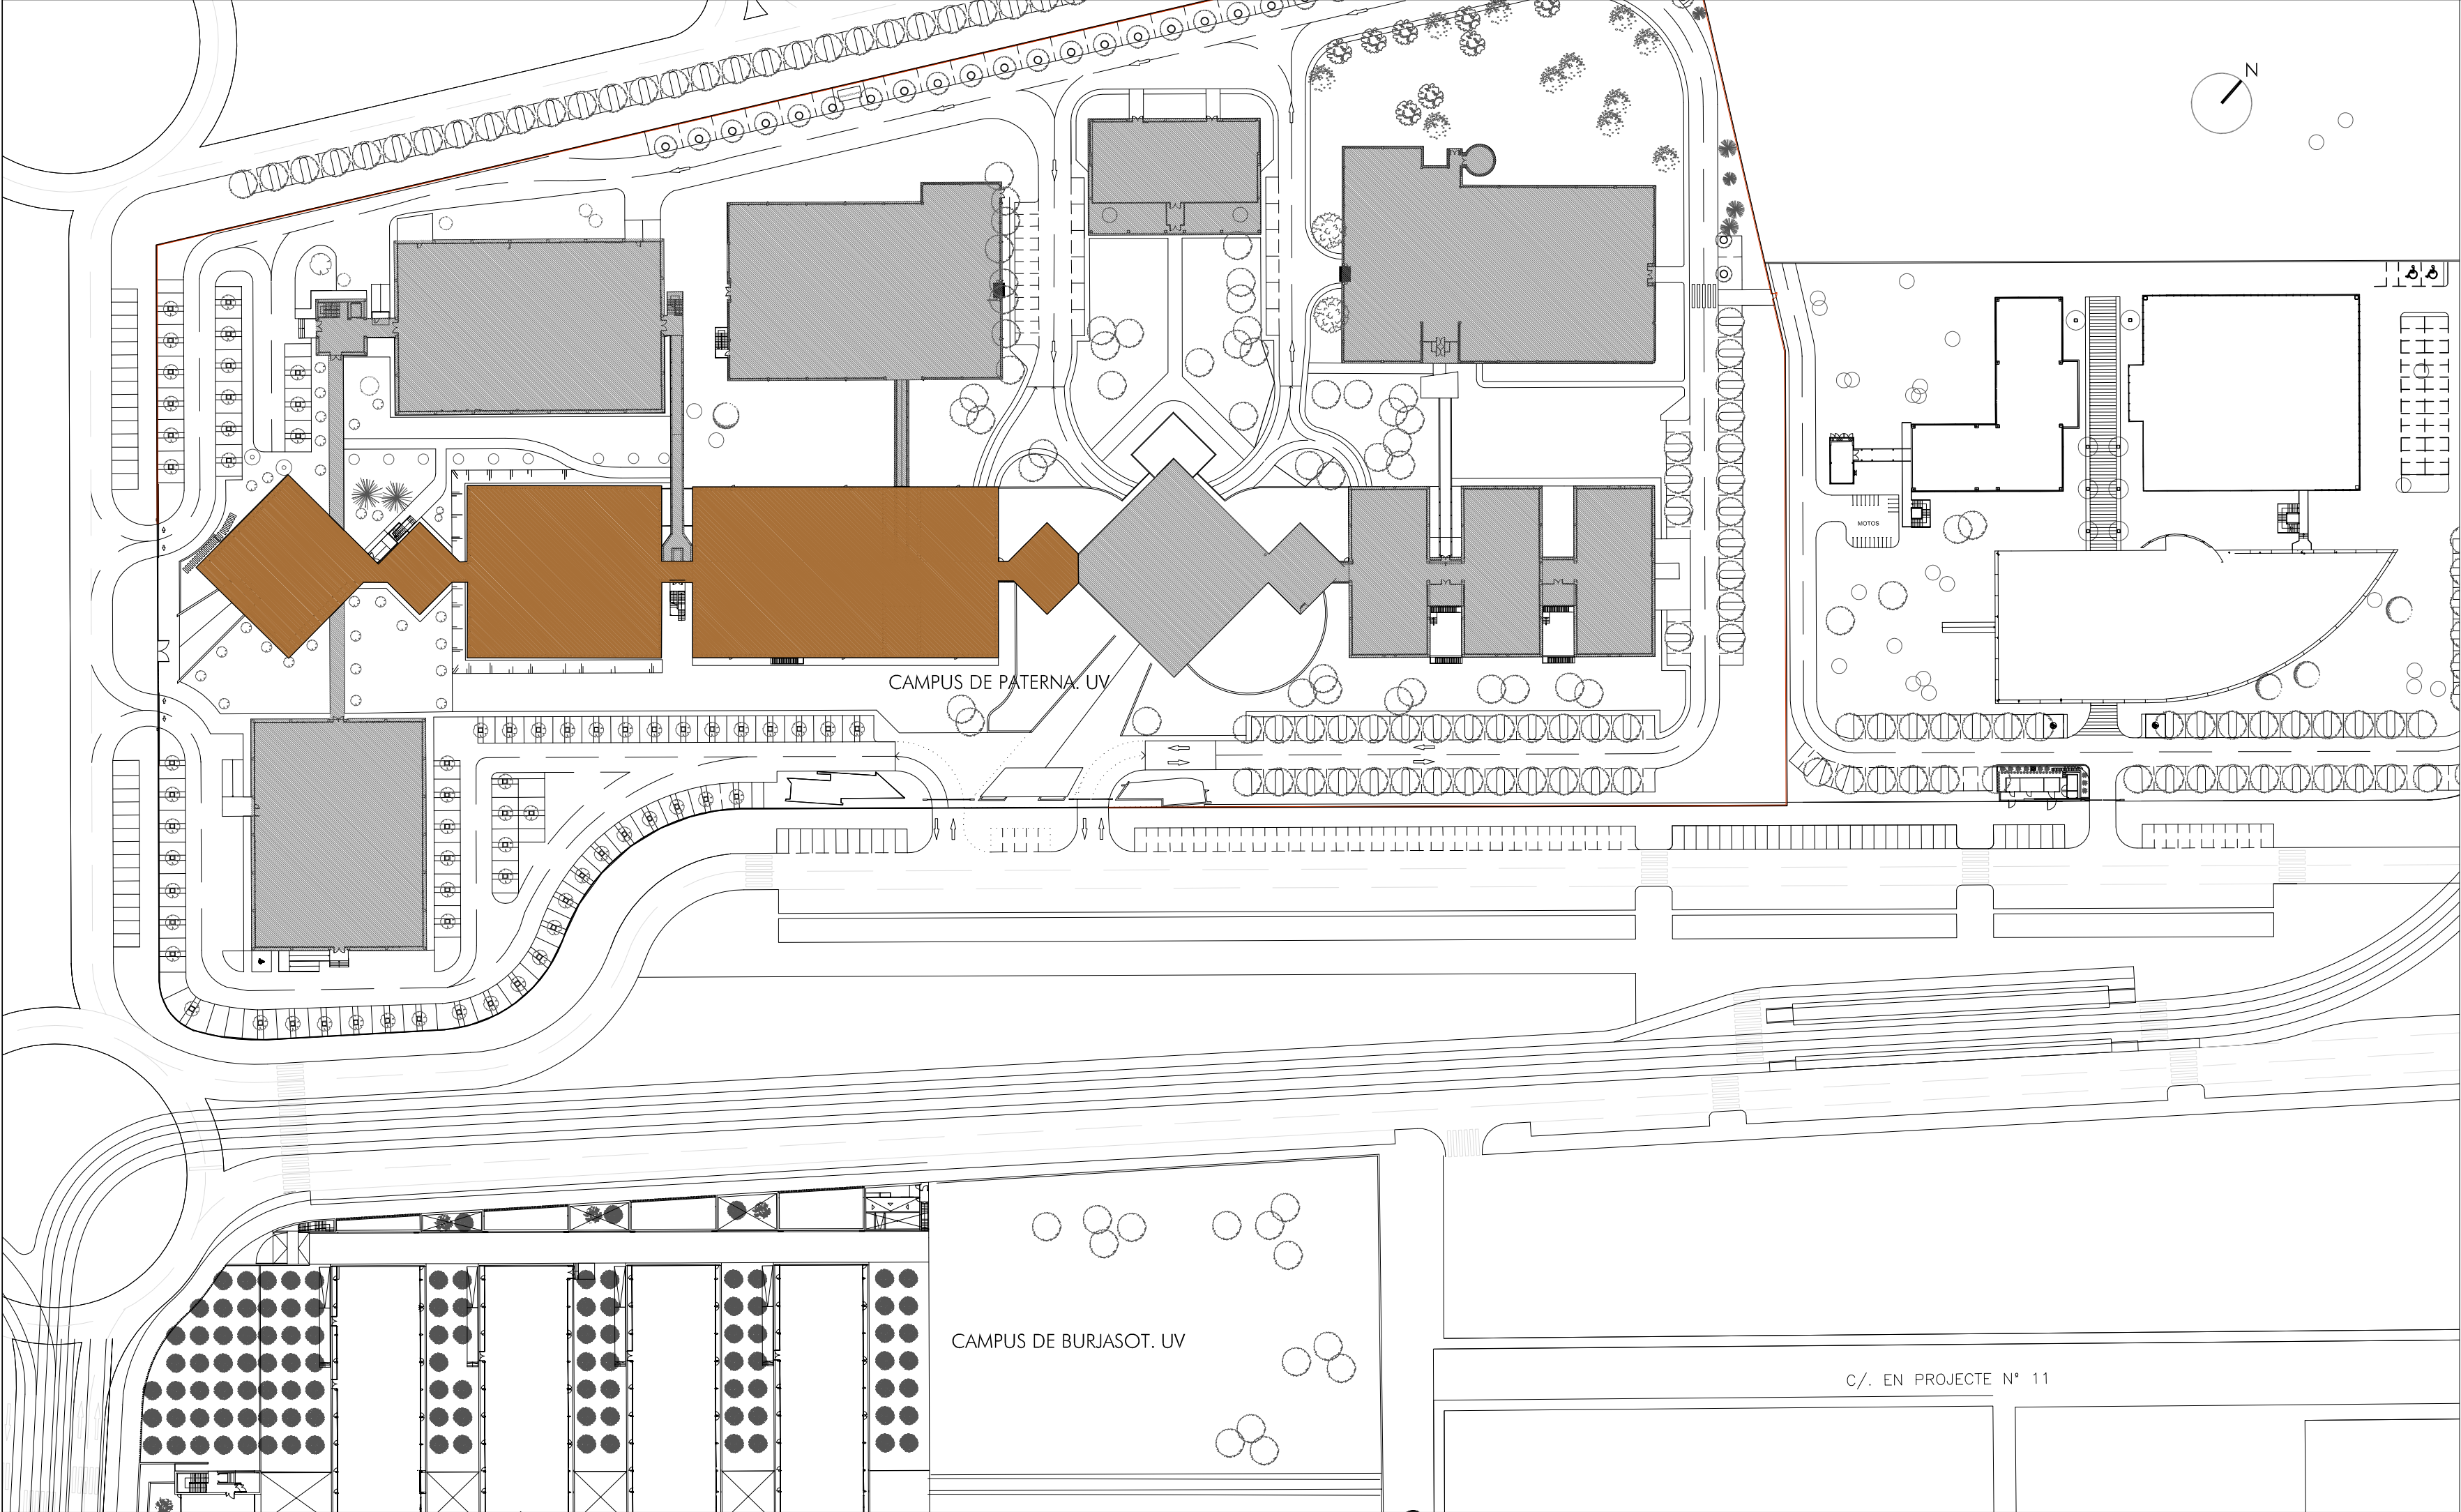 N
MOTOS
CAMPUS DE PATERNA. UV
CAMPUS DE BURJASOT. UV
C/. EN PROJECTE Nº 11